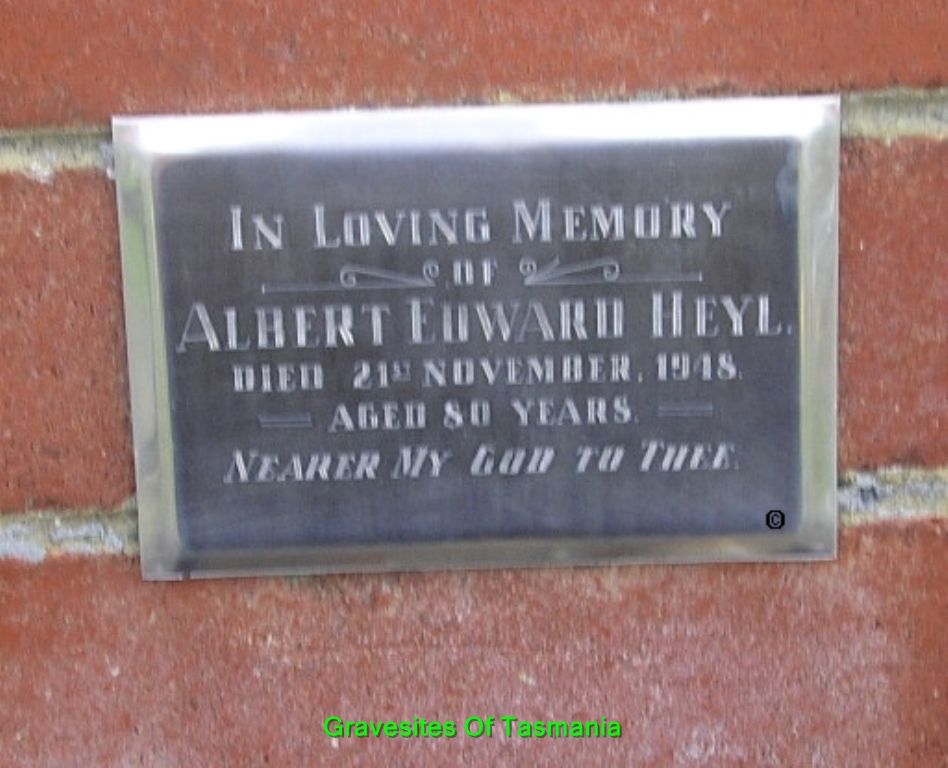 IN LOVING MEMORY
OF
ALBERT EDWARD HEYL.
DIED 21ST NOVEMBER, 1948.
AGED 80 YEARS.
NEARER MY GOD TO THEE.
©
Gravesites Of Tasmania